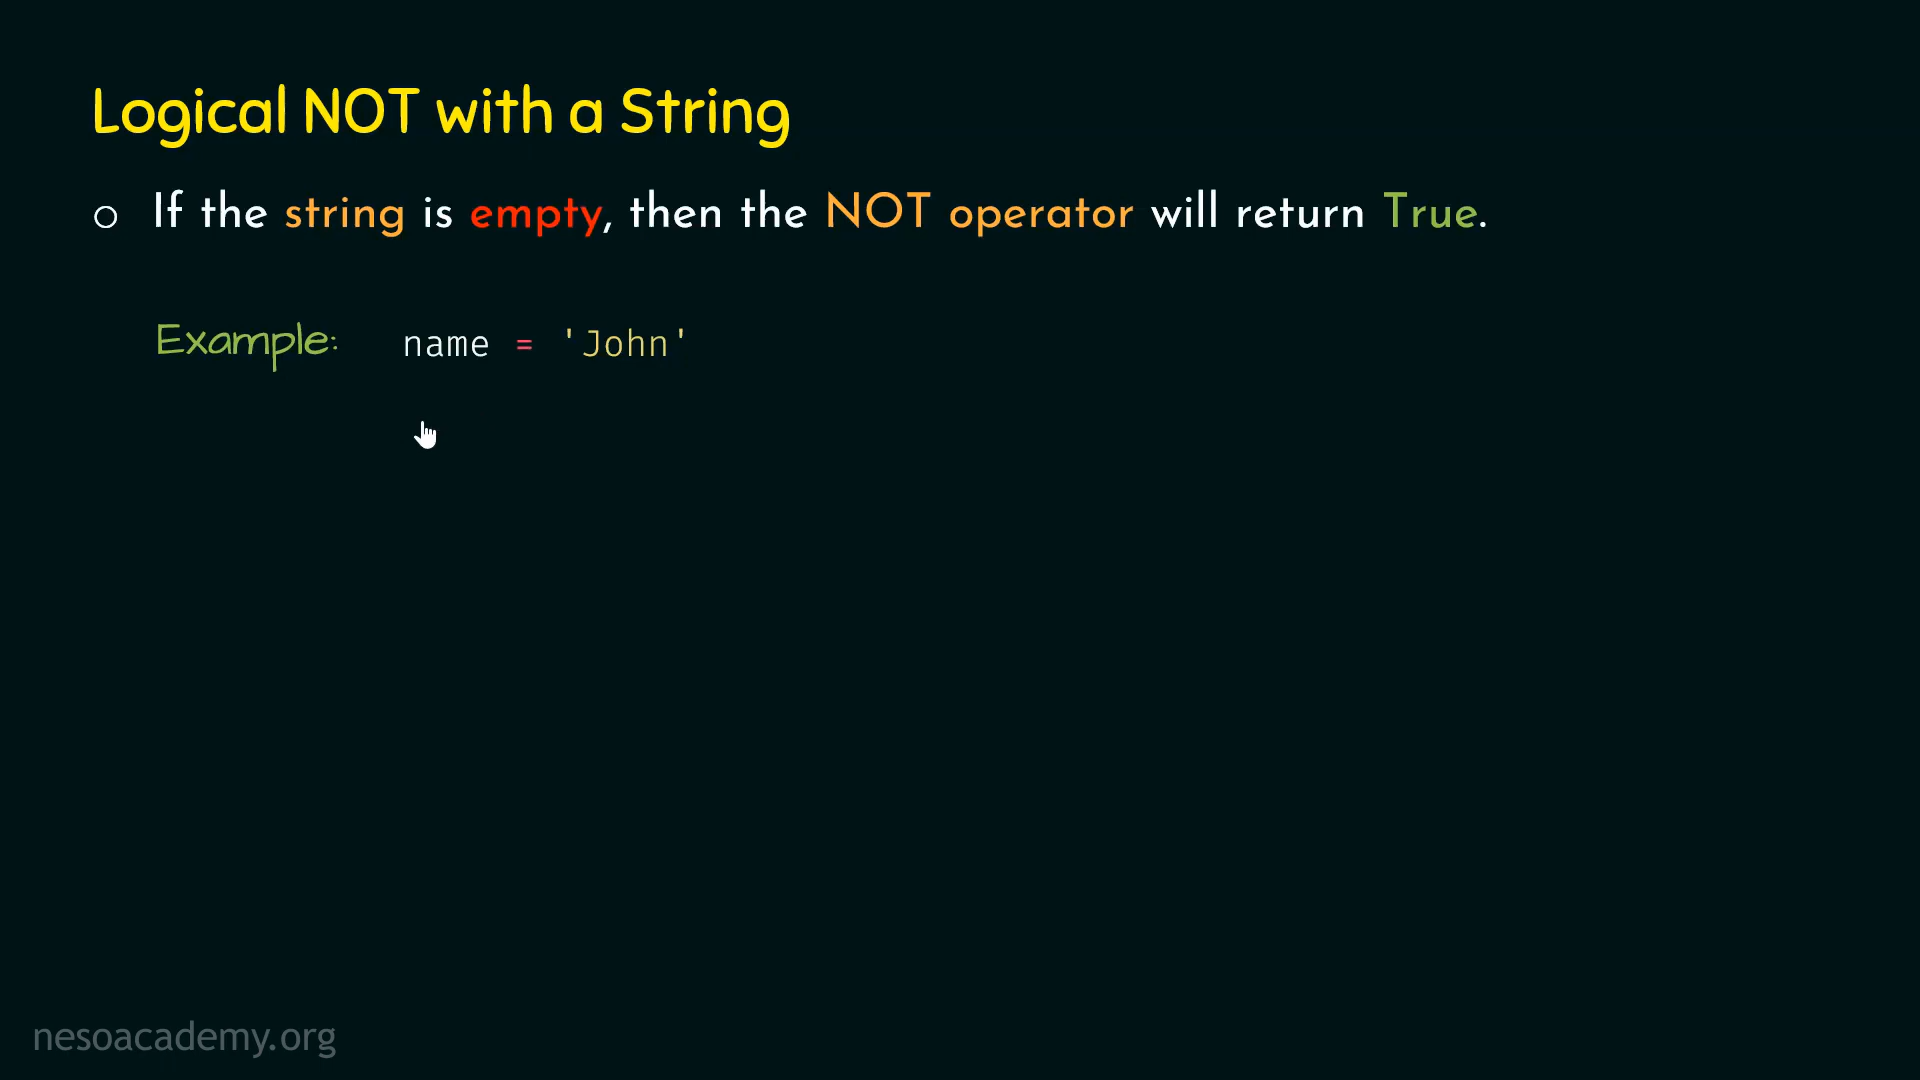 Logical NOT with a String
○ If the string is empty, then the NOT operator will return True.
Example: name = 'John'
nesoacademy.org